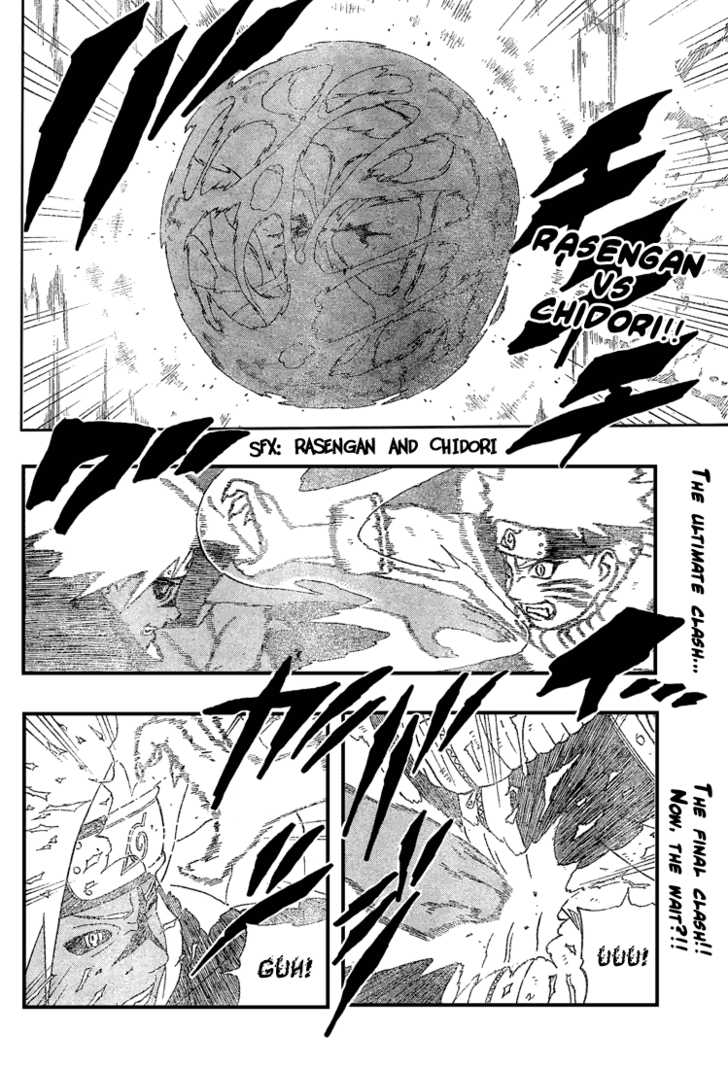 RASENGAN
VS
CHIDORI!!
SFX: RASENGAN AND CHIDORI
THE ULTIMATE CLASH...
THE FINAL CLASH!!!
NOW, THE WAIT?!!
UUU!
GUH!